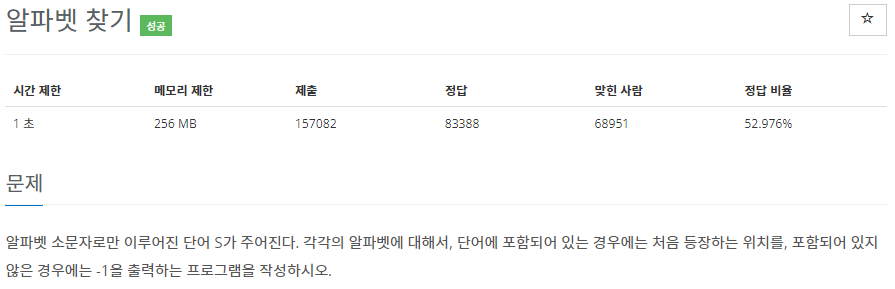 알파벳 찾기 성공
☆
시간 제한 메모리 제한 제출 정답 맞힌 사람 정답 비율
1 초 256 MB 157082 83388 68951 52.976%
문제
알파벳 소문자로만 이루어진 단어 S가 주어진다. 각각의 알파벳에 대해서, 단어에 포함되어 있는 경우에는 처음 등장하는 위치를, 포함되어 있지
않은 경우에는 -1을 출력하는 프로그램을 작성하시오.